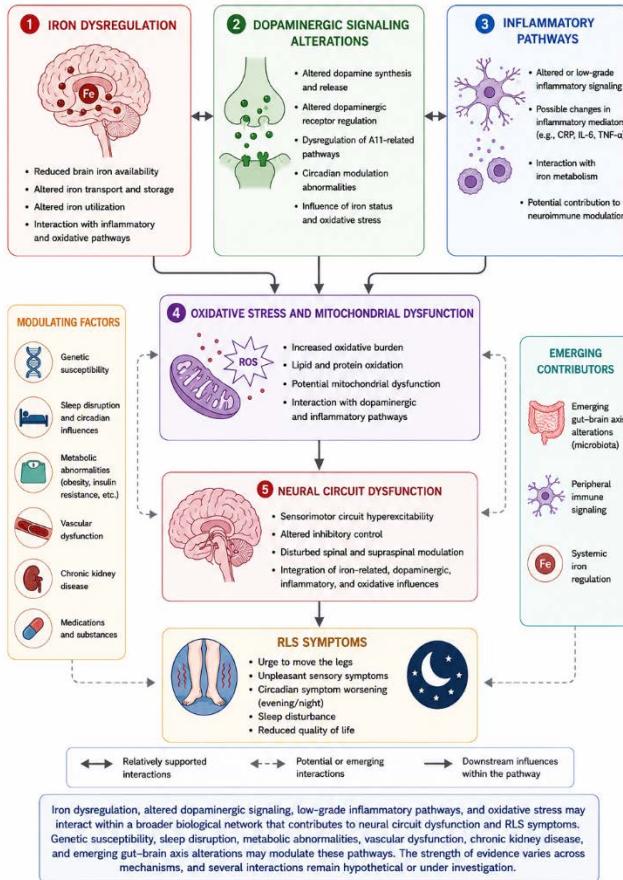 1 IRON DYSREGULATION
Fe
• Reduced brain iron availability
• Altered iron transport and storage
• Altered iron utilization
• Interaction with inflammatory
and oxidative pathways
2 DOPAMINERGIC SIGNALING
ALTERATIONS
• Altered dopamine synthesis
and release
• Altered dopaminergic
receptor regulation
• Dysregulation of A11-related
pathways
• Circadian modulation
abnormalities
• Influence of iron status
and oxidative stress
3 INFLAMMATORY
PATHWAYS
• Altered or low-grade
inflammatory signaling
• Possible changes in
inflammatory mediators
(e.g., CRP, IL-6, TNF-α)
• Interaction with
iron metabolism
• Potential contribution to
neuroimmune modulation
4 OXIDATIVE STRESS AND MITOCHONDRIAL DYSFUNCTION
ROS
• Increased oxidative burden
• Lipid and protein oxidation
• Potential mitochondrial dysfunction
• Interaction with dopaminergic
and inflammatory pathways
MODULATING FACTORS
Genetic
susceptibility
Sleep disruption
and circadian
influences
Metabolic
abnormalities
(obesity, insulin
resistance, etc.)
Vascular
dysfunction
Chronic kidney
disease
Medications
and substances
EMERGING
CONTRIBUTORS
Emerging
gut–brain axis
alterations
(microbiota)
Peripheral
immune
signaling
Fe
Systemic
iron
regulation
5 NEURAL CIRCUIT DYSFUNCTION
• Sensorimotor circuit hyperexcitability
• Altered inhibitory control
• Disturbed spinal and supraspinal modulation
• Integration of iron-related, dopaminergic,
inflammatory, and oxidative influences
RLS SYMPTOMS
• Urge to move the legs
• Unpleasant sensory symptoms
• Circadian symptom worsening
(evening/night)
• Sleep disturbance
• Reduced quality of life
Relatively supported
interactions
Potential or emerging
interactions
Downstream influences
within the pathway
Iron dysregulation, altered dopaminergic signaling, low-grade inflammatory pathways, and oxidative stress may
interact within a broader biological network that contributes to neural circuit dysfunction and RLS symptoms.
Genetic susceptibility, sleep disruption, metabolic abnormalities, vascular dysfunction, chronic kidney disease,
and emerging gut–brain axis alterations may modulate these pathways. The strength of evidence varies across
mechanisms, and several interactions remain hypothetical or under investigation.